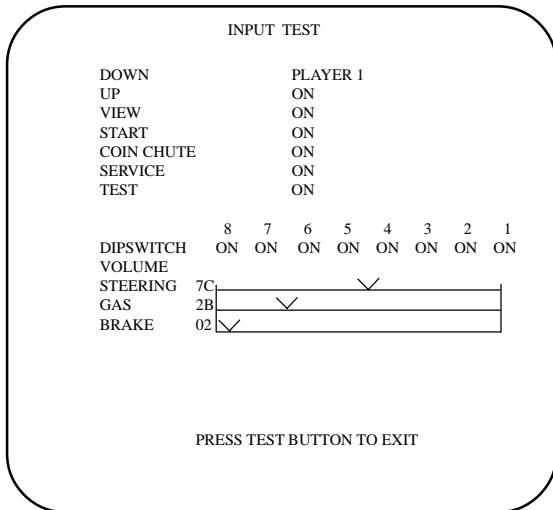 INPUT TEST
DOWN PLAYER 1
UP ON
VIEW ON
START ON
COIN CHUTE ON
SERVICE ON
TEST ON
8 7 6 5 4 3 2 1
DIPSWITCH ON ON ON ON ON ON ON ON
VOLUME
STEERING 7C
GAS 2B
BRAKE 02
PRESS TEST BUTTON TO EXIT